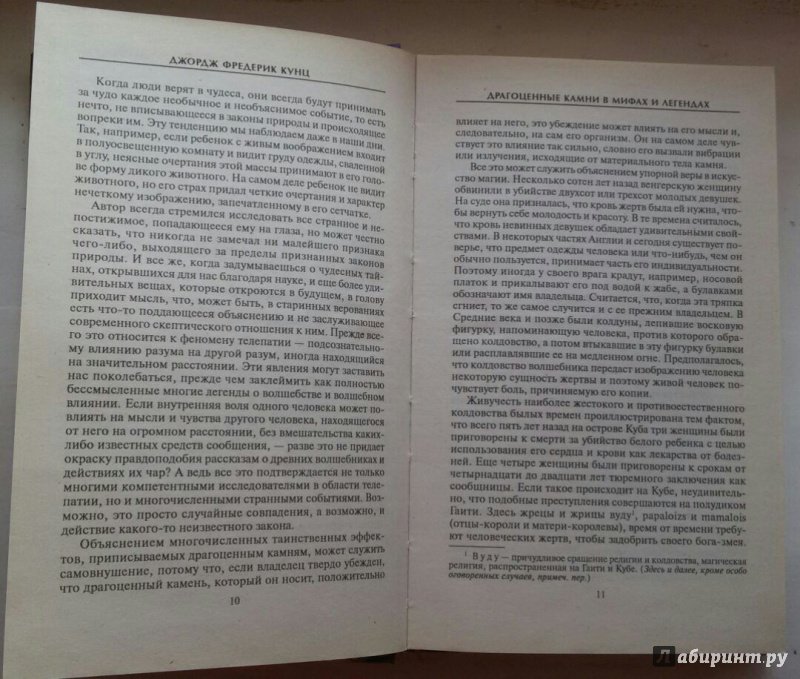 ДЖОРДЖ ФРЕДЕРИК КУНЦ
Когда люди верят в чудеса, они всегда будут принимать
за чудо каждое необычное и необъяснимое событие, то есть
нечто, не вписывающееся в законы природы и происходящее
вопреки им. Эту тенденцию мы наблюдаем даже в наши дни.
Так, например, если ребенок с живым воображением входит
в полуосвещенную комнату и видит груду одежды, сваленной
в углу, неясные очертания этой массы принимают в его голо-
ве форму дикого животного. На самом деле ребенок не видит
животного, но его страх придал четкие очертания и характер
нечеткому изображению, запечатленному в его сетчатке.
Автор всегда стремился исследовать все странное и не-
постижимое, попадающееся ему на глаза, но может честно
сказать, что никогда не замечал ни малейшего признака
чего-либо, выходящего за пределы признанных законов
природы. И все же, когда задумываешься о чудесных тай-
нах, открывшихся для нас благодаря науке, и еще более уди-
вительных вещах, которые откроются в будущем, в голову
приходит мысль, что, может быть, в старинных верованиях
есть что-то поддающееся объяснению и не заслуживающее
современного скептического отношения к ним. Прежде все-
го это относится к феномену телепатии — подсознательно-
му влиянию разума на другой разум, иногда находящийся
на значительном расстоянии. Эти явления могут заставить
нас поколебаться, прежде чем заклеймить как полностью
бессмысленные многие легенды о волшебстве и волшебном
влиянии. Если внутренняя воля одного человека может по-
влиять на мысли и чувства другого человека, находящегося
от него на огромном расстоянии, без вмешательства каких-
либо известных средств сообщения, — разве это не придает
окраску правдоподобия рассказам о древних волшебниках и
действиях их чар? А ведь все это подтверждается не только
многими компетентными исследователями в области телепа-
тии, но и многочисленными странными событиями. Воз-
можно, это просто случайные совпадения, а возможно, и
действие какого-то неизвестного закона.
Объяснением многочисленных таинственных эффек-
тов, приписываемых драгоценным камням, может служить
самовнушение, потому что, если владелец твердо убежден,
что драгоценный камень, который он носит, положительно
10
ДРАГОЦЕННЫЕ КАМНИ В МИФАХ И ЛЕГЕНДАХ
влияет на него, это убеждение может влиять на его мысли и,
следовательно, на сам его организм. Он на самом деле чувс-
твует это влияние так сильно, словно его вызвали вибрации
или излучения, исходящие от материального тела камня.
Все это может служить объяснением упорной веры в искус-
ство магии. Несколько сотен лет назад венгерскую женщину
обвинили в убийстве двухсот или трехсот молодых девушек.
На суде она призналась, что кровь жертв была ей нужна, что-
бы вернуть себе молодость и красоту. В те времена считалось,
что кровь невинных девушек обладает удивительными свой-
ствами. В некоторых частях Англии и сегодня существует по-
верье, что предмет одежды человека или что-нибудь, чем он
обычно пользуется, принимает часть его индивидуальности.
Поэтому иногда у своего врага крадут, например, носовой
платок и прикалывают его под водой к жабе, а булавками
обозначают имя владельца. Считается, что, когда эта тряпка
сгниет, то же самое случится и с ее прежним владельцем. В
Средние века и позже были колдуны, лепившие восковую
фигурку, напоминающую человека, против которого обра-
щено колдовство, а потом втыкавшие в эту фигурку булавки
или расплавлявшие ее на медленном огне. Предполагалось,
что колдовство волшебника передаст изображению человека
некоторую сущность жертвы и поэтому живой человек по-
чувствует боль, причиняемую его копии.
Живучесть наиболее жестокого и противоестественного
колдовства былых времен проиллюстрирована тем фактом,
что всего пять лет назад на острове Куба три женщины были
приговорены к смерти за убийство белого ребенка с целью
использования его сердца и крови как лекарства от болез-
ней. Еще четыре женщины были приговорены к срокам от
четырнадцати до двадцати лет тюремного заключения как
сообщницы. Если такое происходит на Кубе, неудивитель-
но, что подобные преступления совершаются на полудиком
Гаити. Здесь жрецы и жрицы вуду¹, papaloizs и mamalois
(отцы-короли и матери-королевы), время от времени требу-
ют человеческих жертв, чтобы задобрить своего бога-змея.
¹ Вуду — причудливое сращение религии и колдовства, магическая
религия, распространенная на Гаити и Кубе. (Здесь и далее, кроме особо
оговоренных случаев, примеч. пер.)
11
Лабиринт.ру